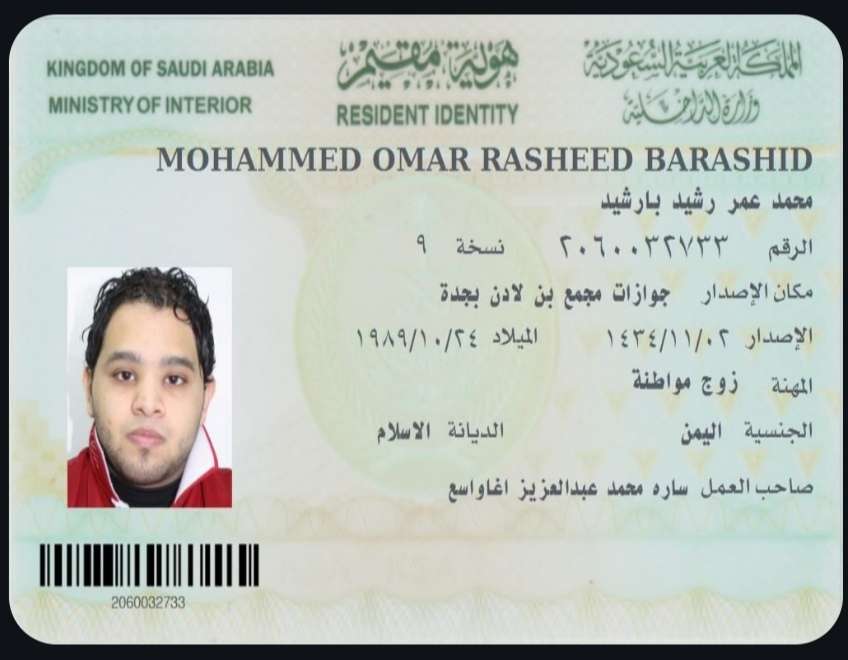 KINGDOM OF SAUDI ARABIA هوية مقيم المملكة العربية السعودية
MINISTRY OF INTERIOR RESIDENT IDENTITY وزارة الداخلية
MOHAMMED OMAR RASHEED BARASHID
محمد عمر رشيد بارشيد
الرقم ٢٠٦٠٠٣٢٧٣٣ نسخة ٩
مكان الإصدار جوازات مجمع بن لادن بجدة
الإصدار ١٤٣٤/١١/٠٢ الميلاد ١٩٨٩/١٠/٢٤
المهنة زوج مواطنة
الجنسية اليمن الديانة الاسلام
صاحب العمل ساره محمد عبدالعزيز اغاواسع
2060032733